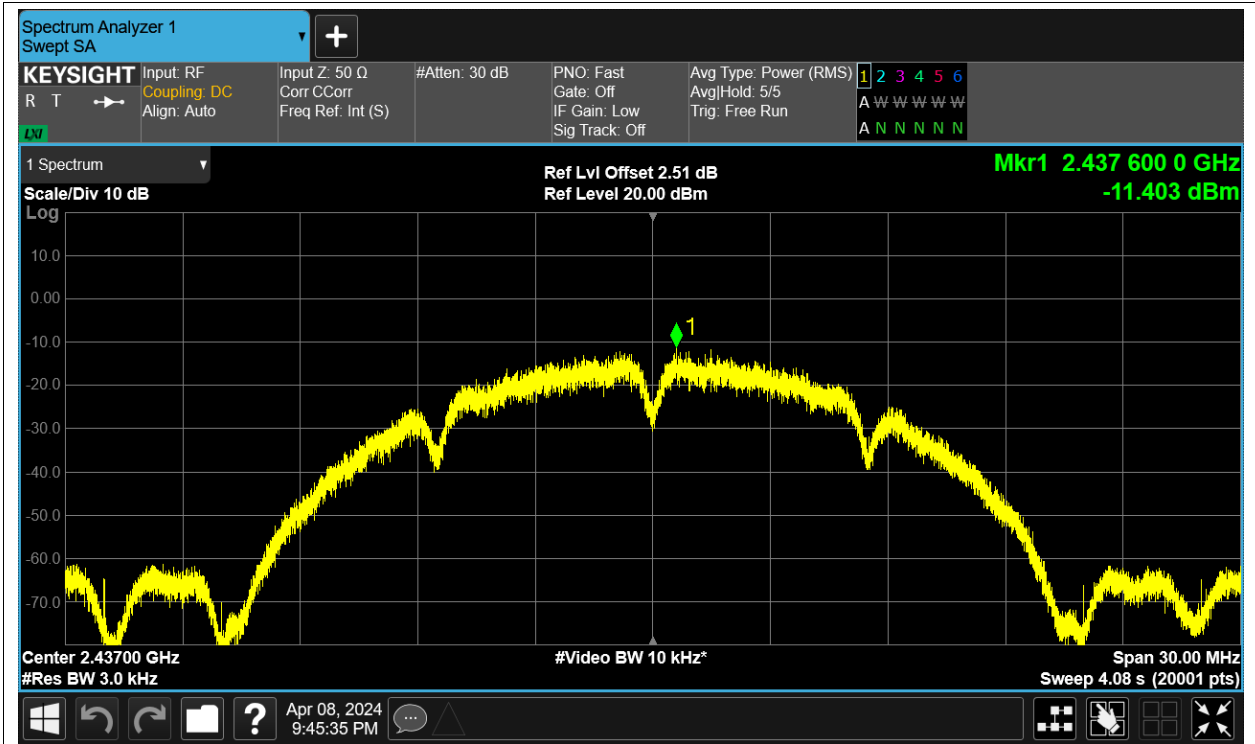 Spectrum Analyzer 1
Swept SA
KEYSIGHT
R T
LXI
Input: RF
Coupling: DC
Align: Auto
Input Z: 50 Ω
Corr CCorr
Freq Ref: Int (S)
#Atten: 30 dB
PNO: Fast
Gate: Off
IF Gain: Low
Sig Track: Off
Avg Type: Power (RMS)
Avg|Hold: 5/5
Trig: Free Run
1 2 3 4 5 6
A W W W W W
A N N N N N
1 Spectrum
Scale/Div 10 dB
Log
Ref Lvl Offset 2.51 dB
Ref Level 20.00 dBm
Mkr1 2.437 600 0 GHz
-11.403 dBm
10.0
0.00
-10.0
-20.0
-30.0
-40.0
-50.0
-60.0
-70.0
1
Center 2.43700 GHz
#Res BW 3.0 kHz
#Video BW 10 kHz*
Span 30.00 MHz
Sweep 4.08 s (20001 pts)
?
Apr 08, 2024
9:45:35 PM